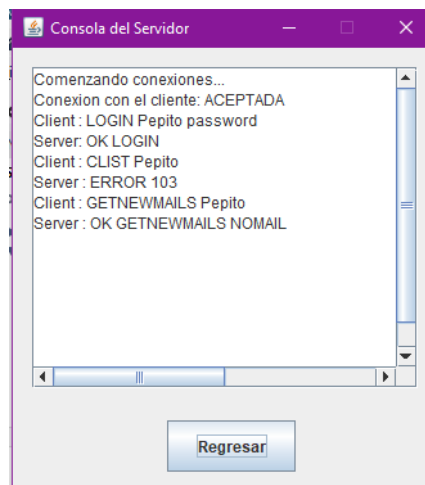 Consola del Servidor
Comenzando conexiones...
Conexion con el cliente: ACEPTADA
Client : LOGIN Pepito password
Server: OK LOGIN
Client : CLIST Pepito
Server : ERROR 103
Client : GETNEWMAILS Pepito
Server : OK GETNEWMAILS NOMAIL
Regresar